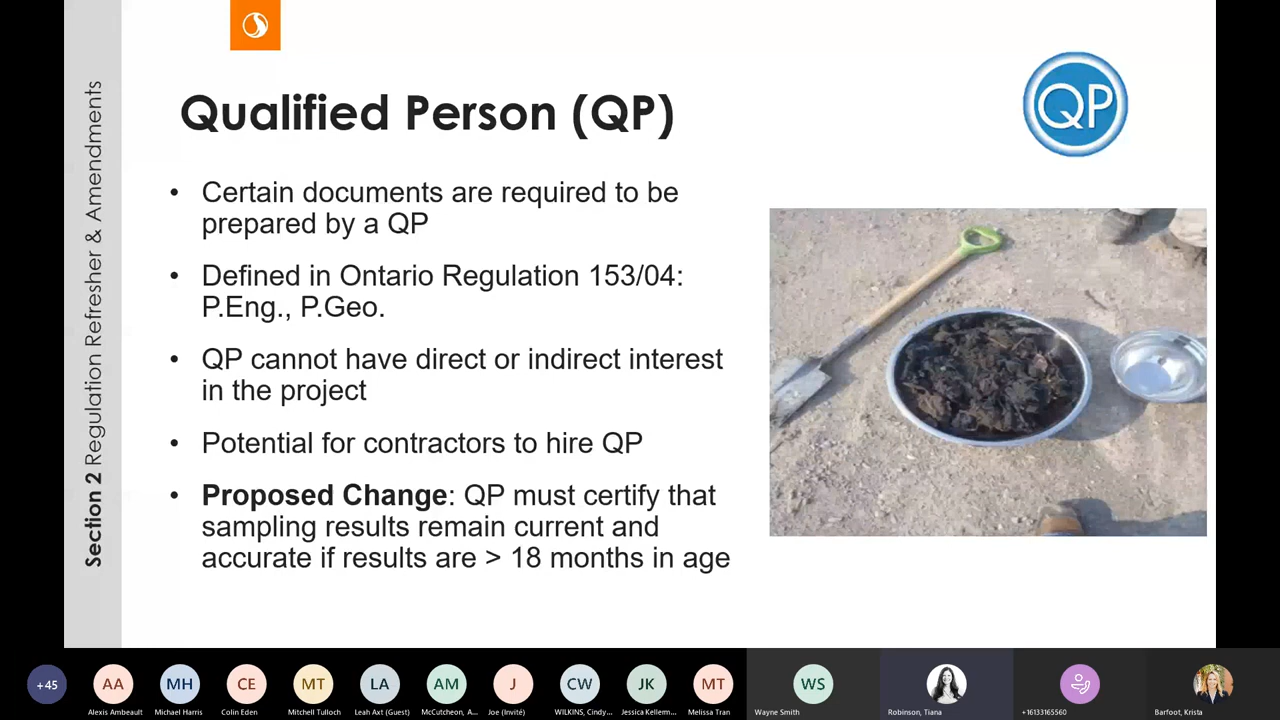 Section 2 Regulation Refresher & Amendments
Qualified Person (QP)
QP
• Certain documents are required to be
prepared by a QP
• Defined in Ontario Regulation 153/04:
P.Eng., P.Geo.
• QP cannot have direct or indirect interest
in the project
• Potential for contractors to hire QP
• Proposed Change: QP must certify that
sampling results remain current and
accurate if results are > 18 months in age
+45
AA
MH
CE
MT
LA
AM
J
CW
JK
MT
WS
Alexis Ambeault
Michael Harris
Colin Eden
Mitchell Tulloch
Leah Axt (Guest)
McCutcheon, A...
Joe (Invité)
WILKINS, Cindy...
Jessica Kellem...
Melissa Tran
Wayne Smith
Robinson, Tiana
+16133165560
Barfoot, Krista